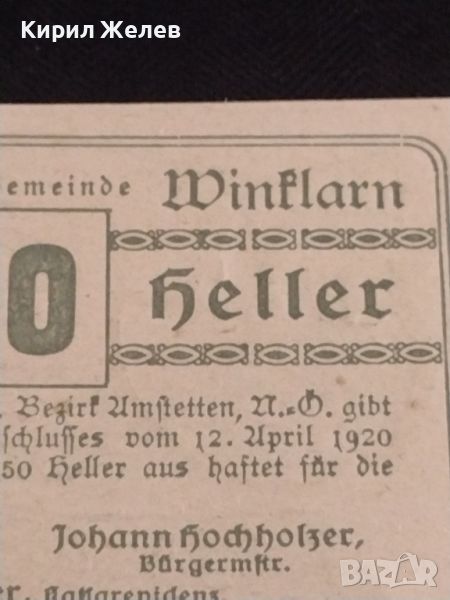 Кирил Желев
emeinde Winklarn
0 Heller
. Bezirk Amstetten, N.=Ö. gibt
schlusses vom 12. April 1920
50 Heller aus haftet für die
Johann Hochholzer,
Bürgermstr.
BAZAR